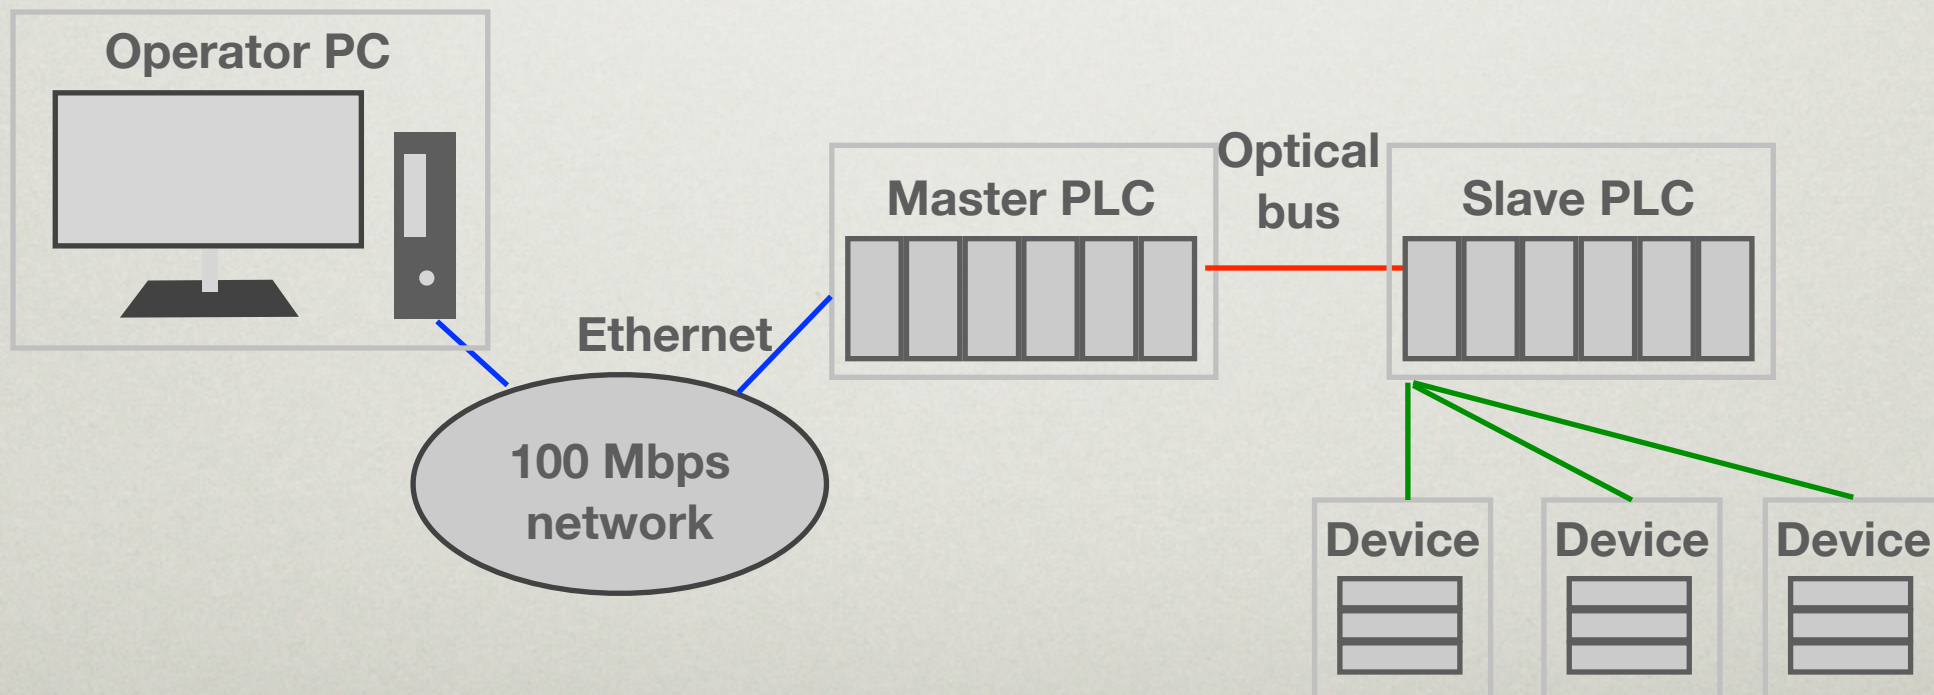 Operator PC
Ethernet
100 Mbps
network
Master PLC
Optical
bus
Slave PLC
Device
Device
Device